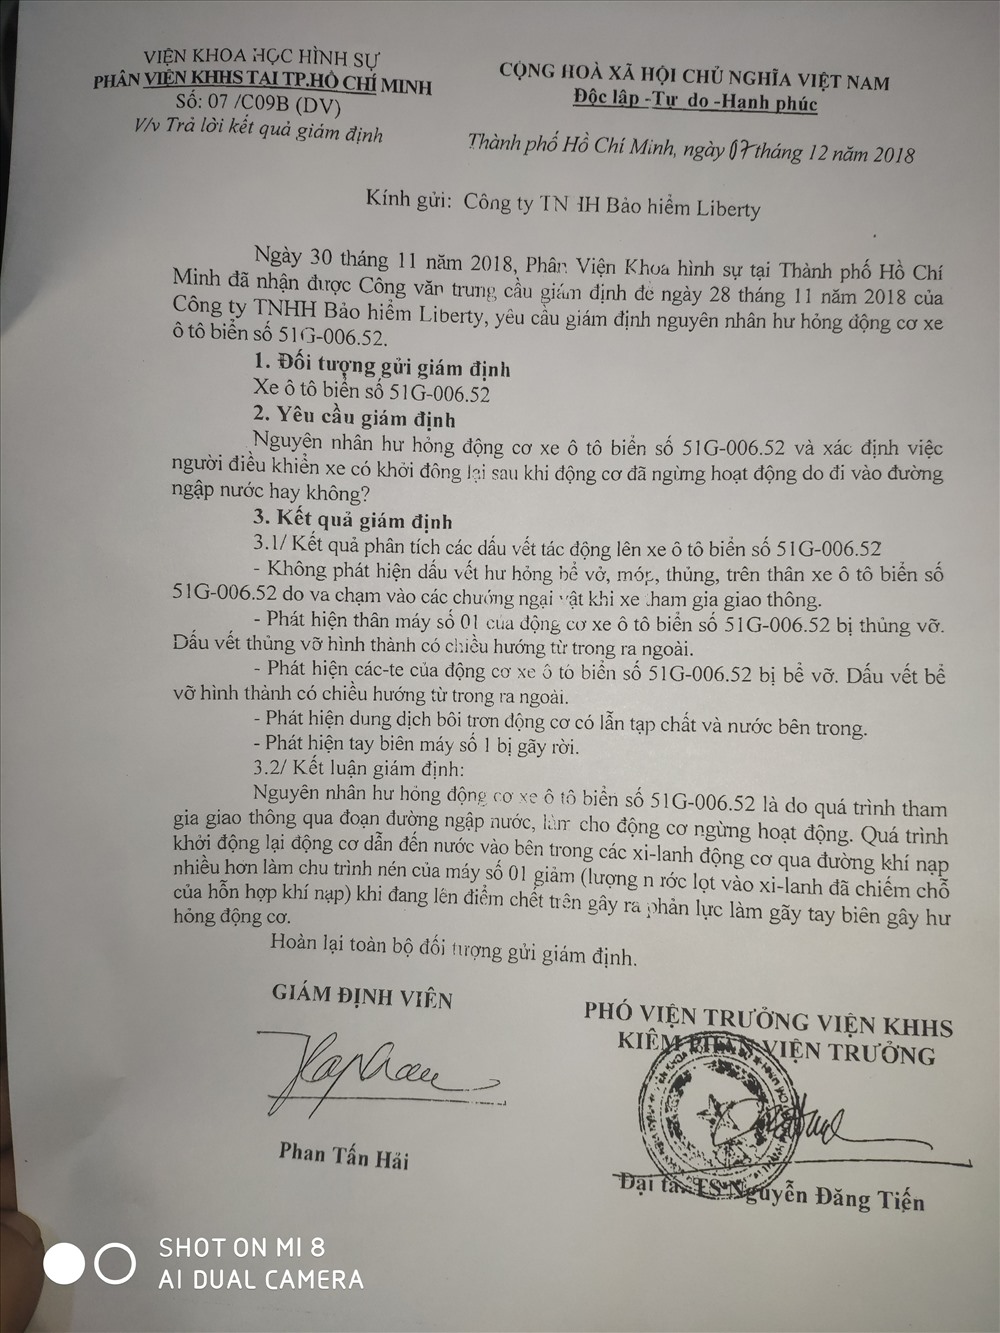 VIỆN KHOA HỌC HÌNH SỰ
PHÂN VIỆN KHHS TẠI TP.HỒ CHÍ MINH
Số: 07 /C09B (DV)
V/v Trả lời kết quả giám định
CỘNG HOÀ XÃ HỘI CHỦ NGHĨA VIỆT NAM
Độc lập -Tự do -Hạnh phúc
Thành phố Hồ Chí Minh, ngày 07 tháng 12 năm 2018
Kính gửi: Công ty TNHH Bảo hiểm Liberty
Ngày 30 tháng 11 năm 2018, Phân Viện Khoa hình sự tại Thành phố Hồ Chí
Minh đã nhận được Công văn trưng cầu giám định đề ngày 28 tháng 11 năm 2018 của
Công ty TNHH Bảo hiểm Liberty, yêu cầu giám định nguyên nhân hư hỏng động cơ xe
ô tô biển số 51G-006.52.
1. Đối tượng gửi giám định
Xe ô tô biển số 51G-006.52
2. Yêu cầu giám định
Nguyên nhân hư hỏng động cơ xe ô tô biển số 51G-006.52 và xác định việc
người điều khiển xe có khởi động lại sau khi động cơ đã ngừng hoạt động do đi vào đường
ngập nước hay không?
3. Kết quả giám định
3.1/ Kết quả phân tích các dấu vết tác động lên xe ô tô biển số 51G-006.52
- Không phát hiện dấu vết hư hỏng bể vở, móp, thủng, trên thân xe ô tô biển số
51G-006.52 do va chạm vào các chướng ngại vật khi xe tham gia giao thông.
- Phát hiện thân máy số 01 của động cơ xe ô tô biển số 51G-006.52 bị thủng vỡ.
Dấu vết thủng vỡ hình thành có chiều hướng từ trong ra ngoài.
- Phát hiện các-te của động cơ xe ô tô biển số 51G-006.52 bị bể vỡ. Dấu vết bể
vỡ hình thành có chiều hướng từ trong ra ngoài.
- Phát hiện dung dịch bôi trơn động cơ có lẫn tạp chất và nước bên trong.
- Phát hiện tay biên máy số 1 bị gãy rời.
3.2/ Kết luận giám định:
Nguyên nhân hư hỏng động cơ xe ô tô biển số 51G-006.52 là do quá trình tham
gia giao thông qua đoạn đường ngập nước, làm cho động cơ ngừng hoạt động. Quá trình
khởi động lại động cơ dẫn đến nước vào bên trong các xi-lanh động cơ qua đường khí nạp
nhiều hơn làm chu trình nén của máy số 01 giảm (lượng nước lọt vào xi-lanh đã chiếm chỗ
của hỗn hợp khí nạp) khi đang lên điểm chết trên gây ra phản lực làm gãy tay biên gây hư
hỏng động cơ.
Hoàn lại toàn bộ đối tượng gửi giám định.
GIÁM ĐỊNH VIÊN
Phan Tấn Hải
PHÓ VIỆN TRƯỞNG VIỆN KHHS
KIÊM PHÂN VIỆN TRƯỞNG
Đại tá. TS Nguyễn Đăng Tiến
SHOT ON MI 8
AI DUAL CAMERA